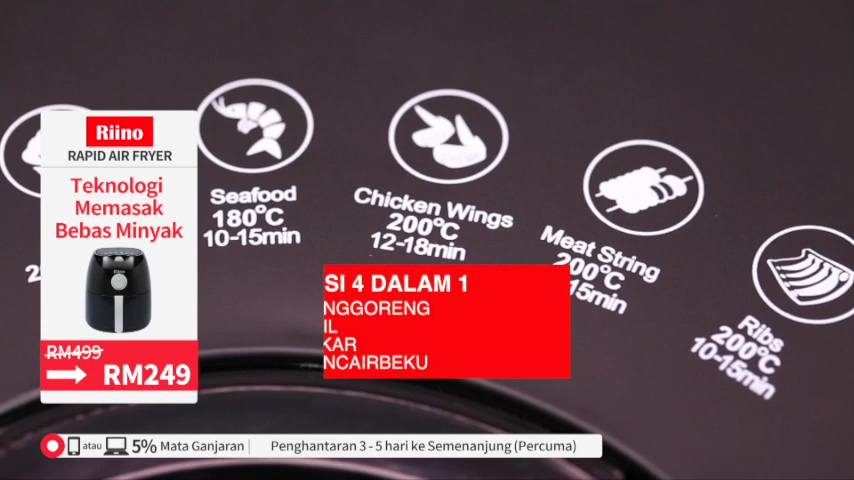 Riino
RAPID AIR FRYER
Teknologi
Memasak
Bebas Minyak
Riino
RM499
RM249
Seafood
180°C
10-15min
Chicken Wings
200°C
12-18min
Meat String
200°C
15min
Ribs
200°C
10-15min
SI 4 DALAM 1
NGGORENG
IL
KAR
NCAIRBEKU
atau 5% Mata Ganjaran | Penghantaran 3 - 5 hari ke Semenanjung (Percuma)